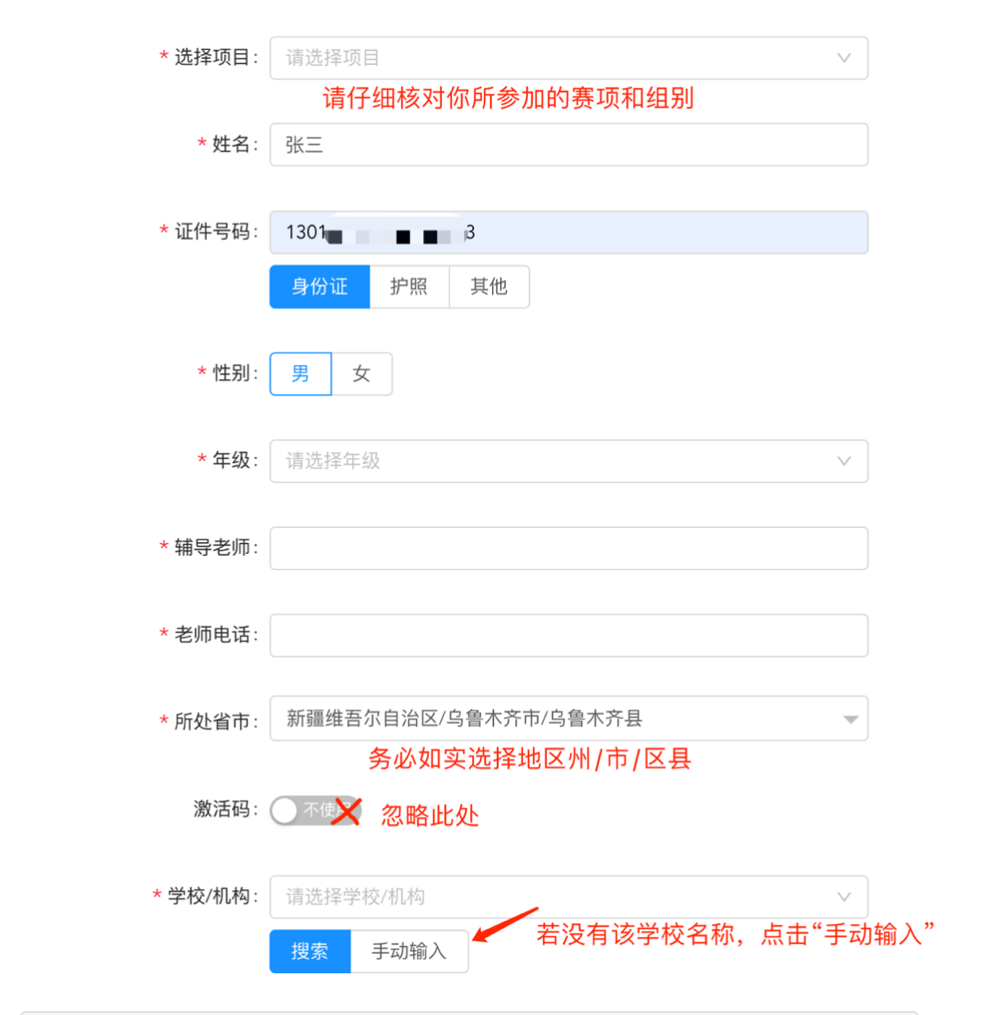 * 选择项目: 请选择项目
请仔细核对你所参加的赛项和组别
* 姓名: 张三
* 证件号码: 1301 3
身份证 护照 其他
* 性别: 男 女
* 年级: 请选择年级
* 辅导老师:
* 老师电话:
* 所处省市: 新疆维吾尔自治区/乌鲁木齐市/乌鲁木齐县
务必如实选择地区州/市/区县
激活码: 不使 忽略此处
* 学校/机构: 请选择学校/机构
若没有该学校名称，点击“手动输入”
搜索 手动输入